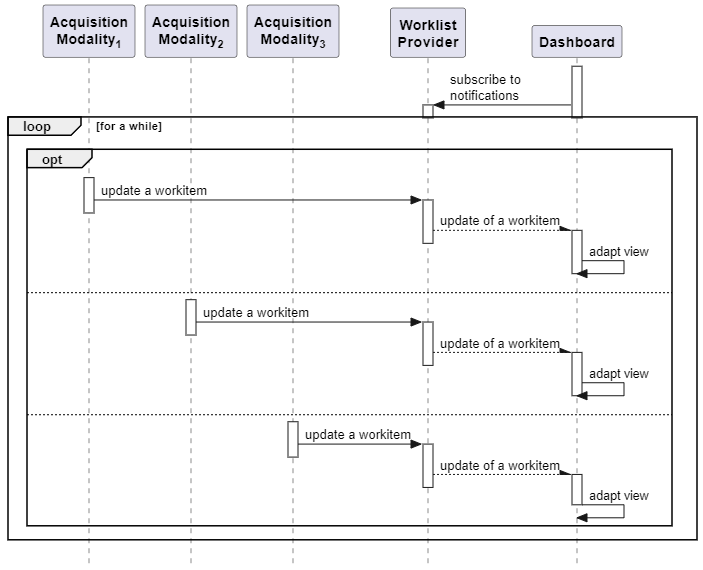 Acquisition
Modality1
Acquisition
Modality2
Acquisition
Modality3
Worklist
Provider
Dashboard
subscribe to
notifications
loop
[for a while]
opt
update a workitem
update of a workitem
adapt view
update a workitem
update of a workitem
adapt view
update a workitem
update of a workitem
adapt view